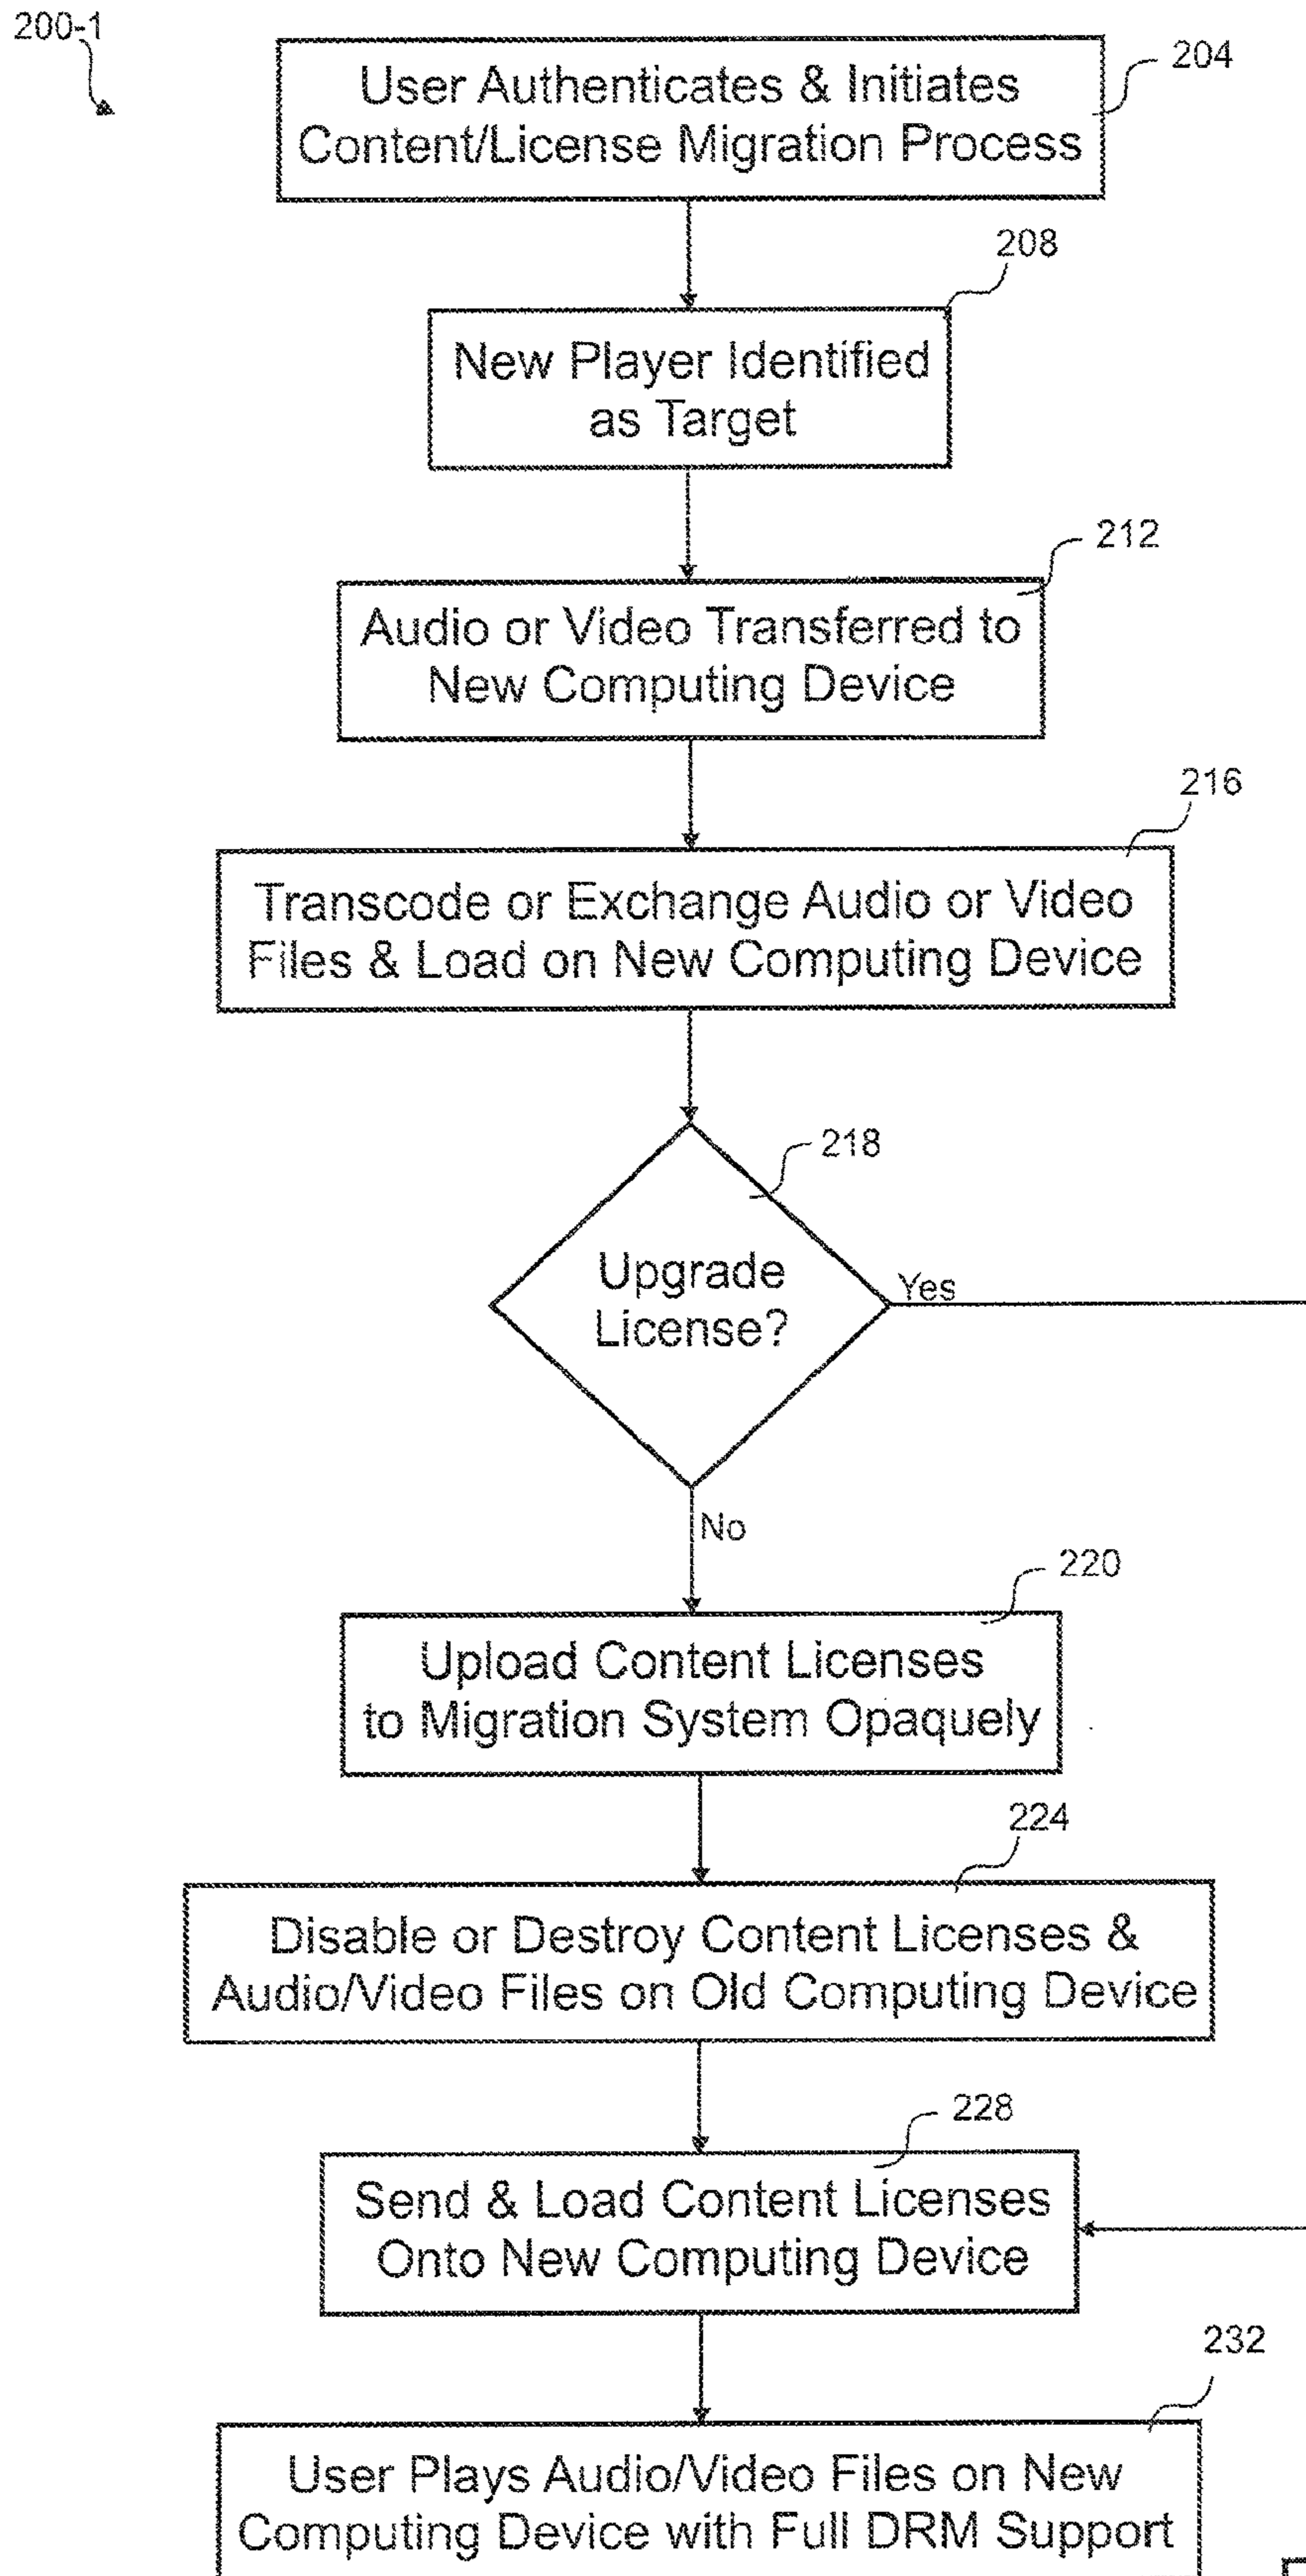 200-1
204
User Authenticates & Initiates
Content/License Migration Process
208
New Player Identified
as Target
212
Audio or Video Transferred to
New Computing Device
216
Transcode or Exchange Audio or Video
Files & Load on New Computing Device
218
Upgrade
License?
Yes
No
220
Upload Content Licenses
to Migration System Opaquely
224
Disable or Destroy Content Licenses &
Audio/Video Files on Old Computing Device
228
Send & Load Content Licenses
Onto New Computing Device
232
User Plays Audio/Video Files on New
Computing Device with Full DRM Support